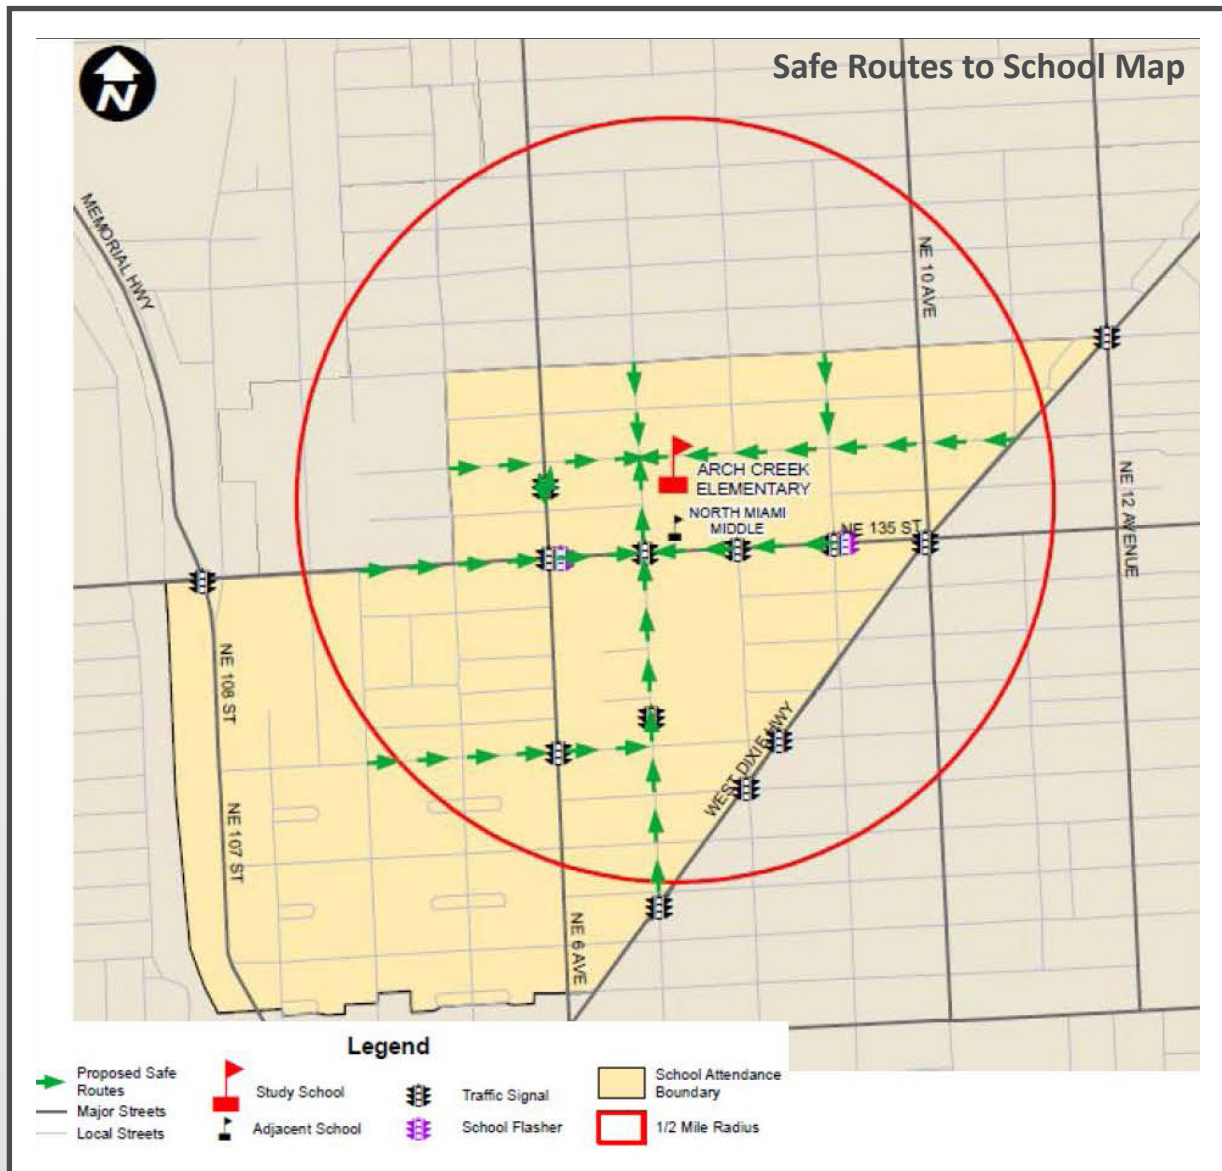 Safe Routes to School Map
N
MEMORIAL HWY
NE 10 AVE
ARCH CREEK
ELEMENTARY
NORTH MIAMI
MIDDLE
NE 135 ST
NE 12 AVENUE
NE 108 ST
WEST DIXIE HWY
NE 107 ST
NE 6 AVE
Legend
Proposed Safe
Routes
Major Streets
Local Streets
Study School
Adjacent School
Traffic Signal
School Flasher
School Attendance
Boundary
1/2 Mile Radius